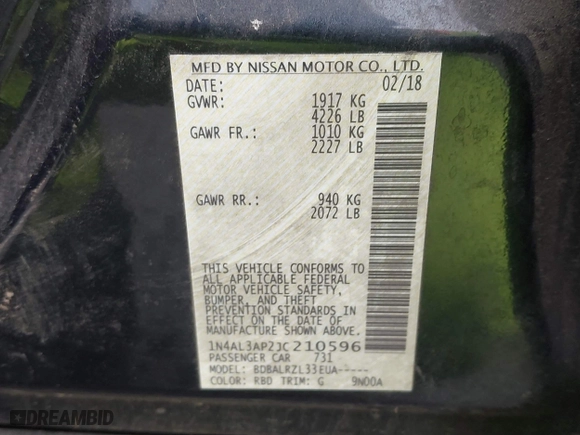 MFD BY NISSAN MOTOR CO., LTD.
DATE: 02/18
GVWR: 1917 KG
4226 LB
GAWR FR.: 1010 KG
2227 LB
GAWR RR.: 940 KG
2072 LB
THIS VEHICLE CONFORMS TO
ALL APPLICABLE FEDERAL
MOTOR VEHICLE SAFETY,
BUMPER, AND THEFT
PREVENTION STANDARDS
IN EFFECT ON THE DATE OF
MANUFACTURE SHOWN ABOVE.
1N4AL3AP23C210596
PASSENGER CAR 731
MODEL: BDBALRZL33EUA-----
COLOR: RBD TRIM: G 9N00A
DREAMBID